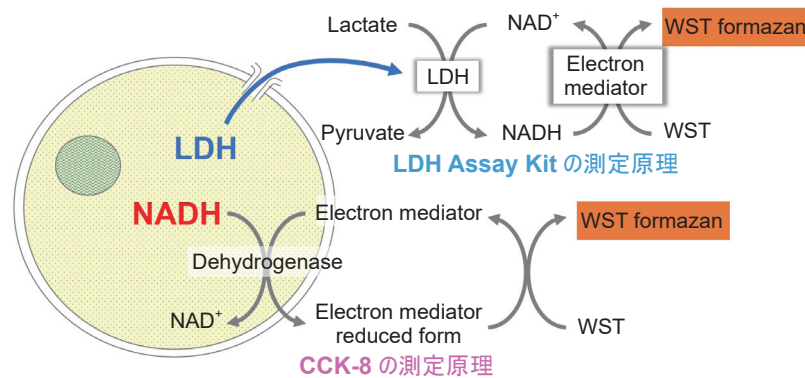 Lactate
NAD⁺
WST formazan
LDH
Electron
mediator
LDH
Pyruvate
NADH
WST
LDH Assay Kit の測定原理
NADH
Electron mediator
WST formazan
Dehydrogenase
NAD⁺
Electron mediator
reduced form
WST
CCK-8 の測定原理